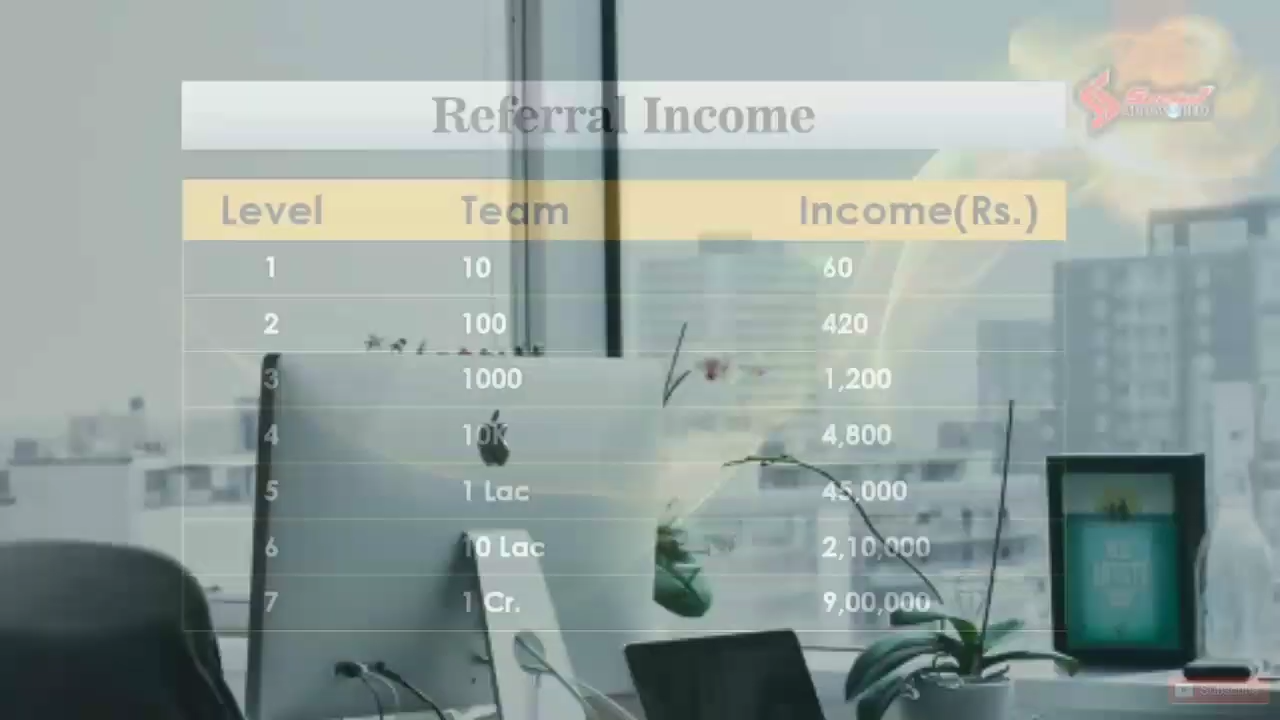 Referral Income
Level Team Income(Rs.)
1 10 60
2 100 420
3 1000 1,200
4 10K 4,800
5 1 Lac 45,000
6 10 Lac 2,10,000
7 1 Cr. 9,00,000